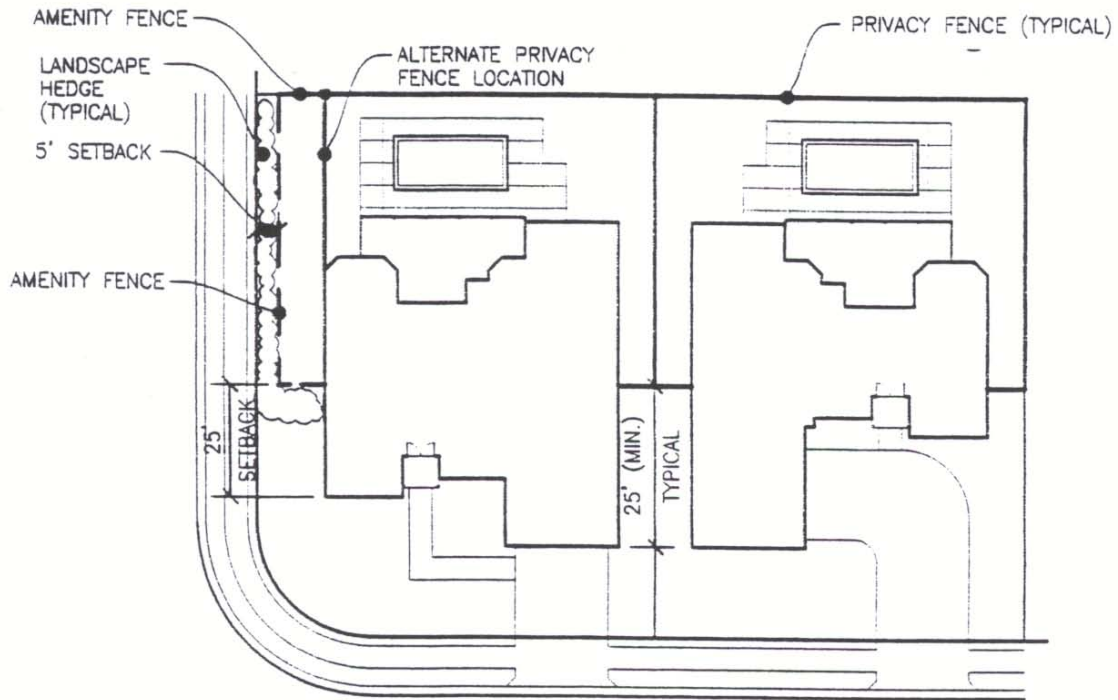 AMENITY FENCE
PRIVACY FENCE (TYPICAL)
ALTERNATE PRIVACY
FENCE LOCATION
LANDSCAPE
HEDGE
(TYPICAL)
5' SETBACK
AMENITY FENCE
25'
SETBACK
25' (MIN.)
TYPICAL